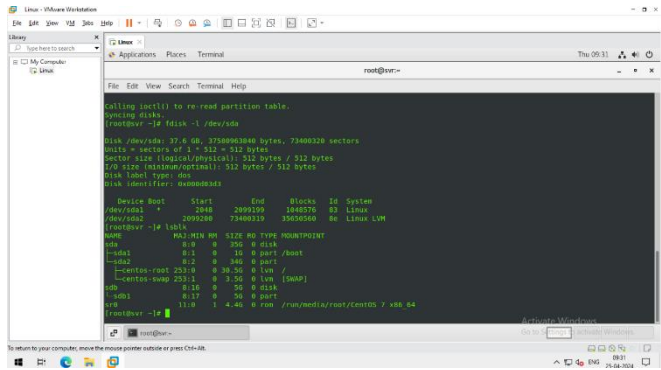 Linux - VMware Workstation
File Edit View VM Tabs Help
Library
Type here to search
My Computer
Linux
Linux
Applications Places Terminal
Thu 09:31
root@svr:~
File Edit View Search Terminal Help
Calling ioctl() to re-read partition table.
Syncing disks.
[root@svr ~]# fdisk -l /dev/sda
Disk /dev/sda: 37.6 GB, 37580963840 bytes, 73400320 sectors
Units = sectors of 1 * 512 = 512 bytes
Sector size (logical/physical): 512 bytes / 512 bytes
I/O size (minimum/optimal): 512 bytes / 512 bytes
Disk label type: dos
Disk identifier: 0x000d83d3
Device Boot Start End Blocks Id System
/dev/sda1 * 2048 2099199 1048576 83 Linux
/dev/sda2 2099200 73400319 35650560 8e Linux LVM
[root@svr ~]# lsblk
NAME MAJ:MIN RM SIZE RO TYPE MOUNTPOINT
sda 8:0 0 35G 0 disk
├─sda1 8:1 0 1G 0 part /boot
└─sda2 8:2 0 34G 0 part
├─centos-root 253:0 0 30.5G 0 lvm /
└─centos-swap 253:1 0 3.5G 0 lvm [SWAP]
sdb 8:16 0 5G 0 disk
└─sdb1 8:17 0 5G 0 part
sr0 11:0 1 4.4G 0 rom /run/media/root/CentOS 7 x86_64
[root@svr ~]#
Activate Windows
Go to Settings to activate Windows.
root@svr:~
To return to your computer, move the mouse pointer outside or press Ctrl+Alt.
ENG
09:31
25-04-2024